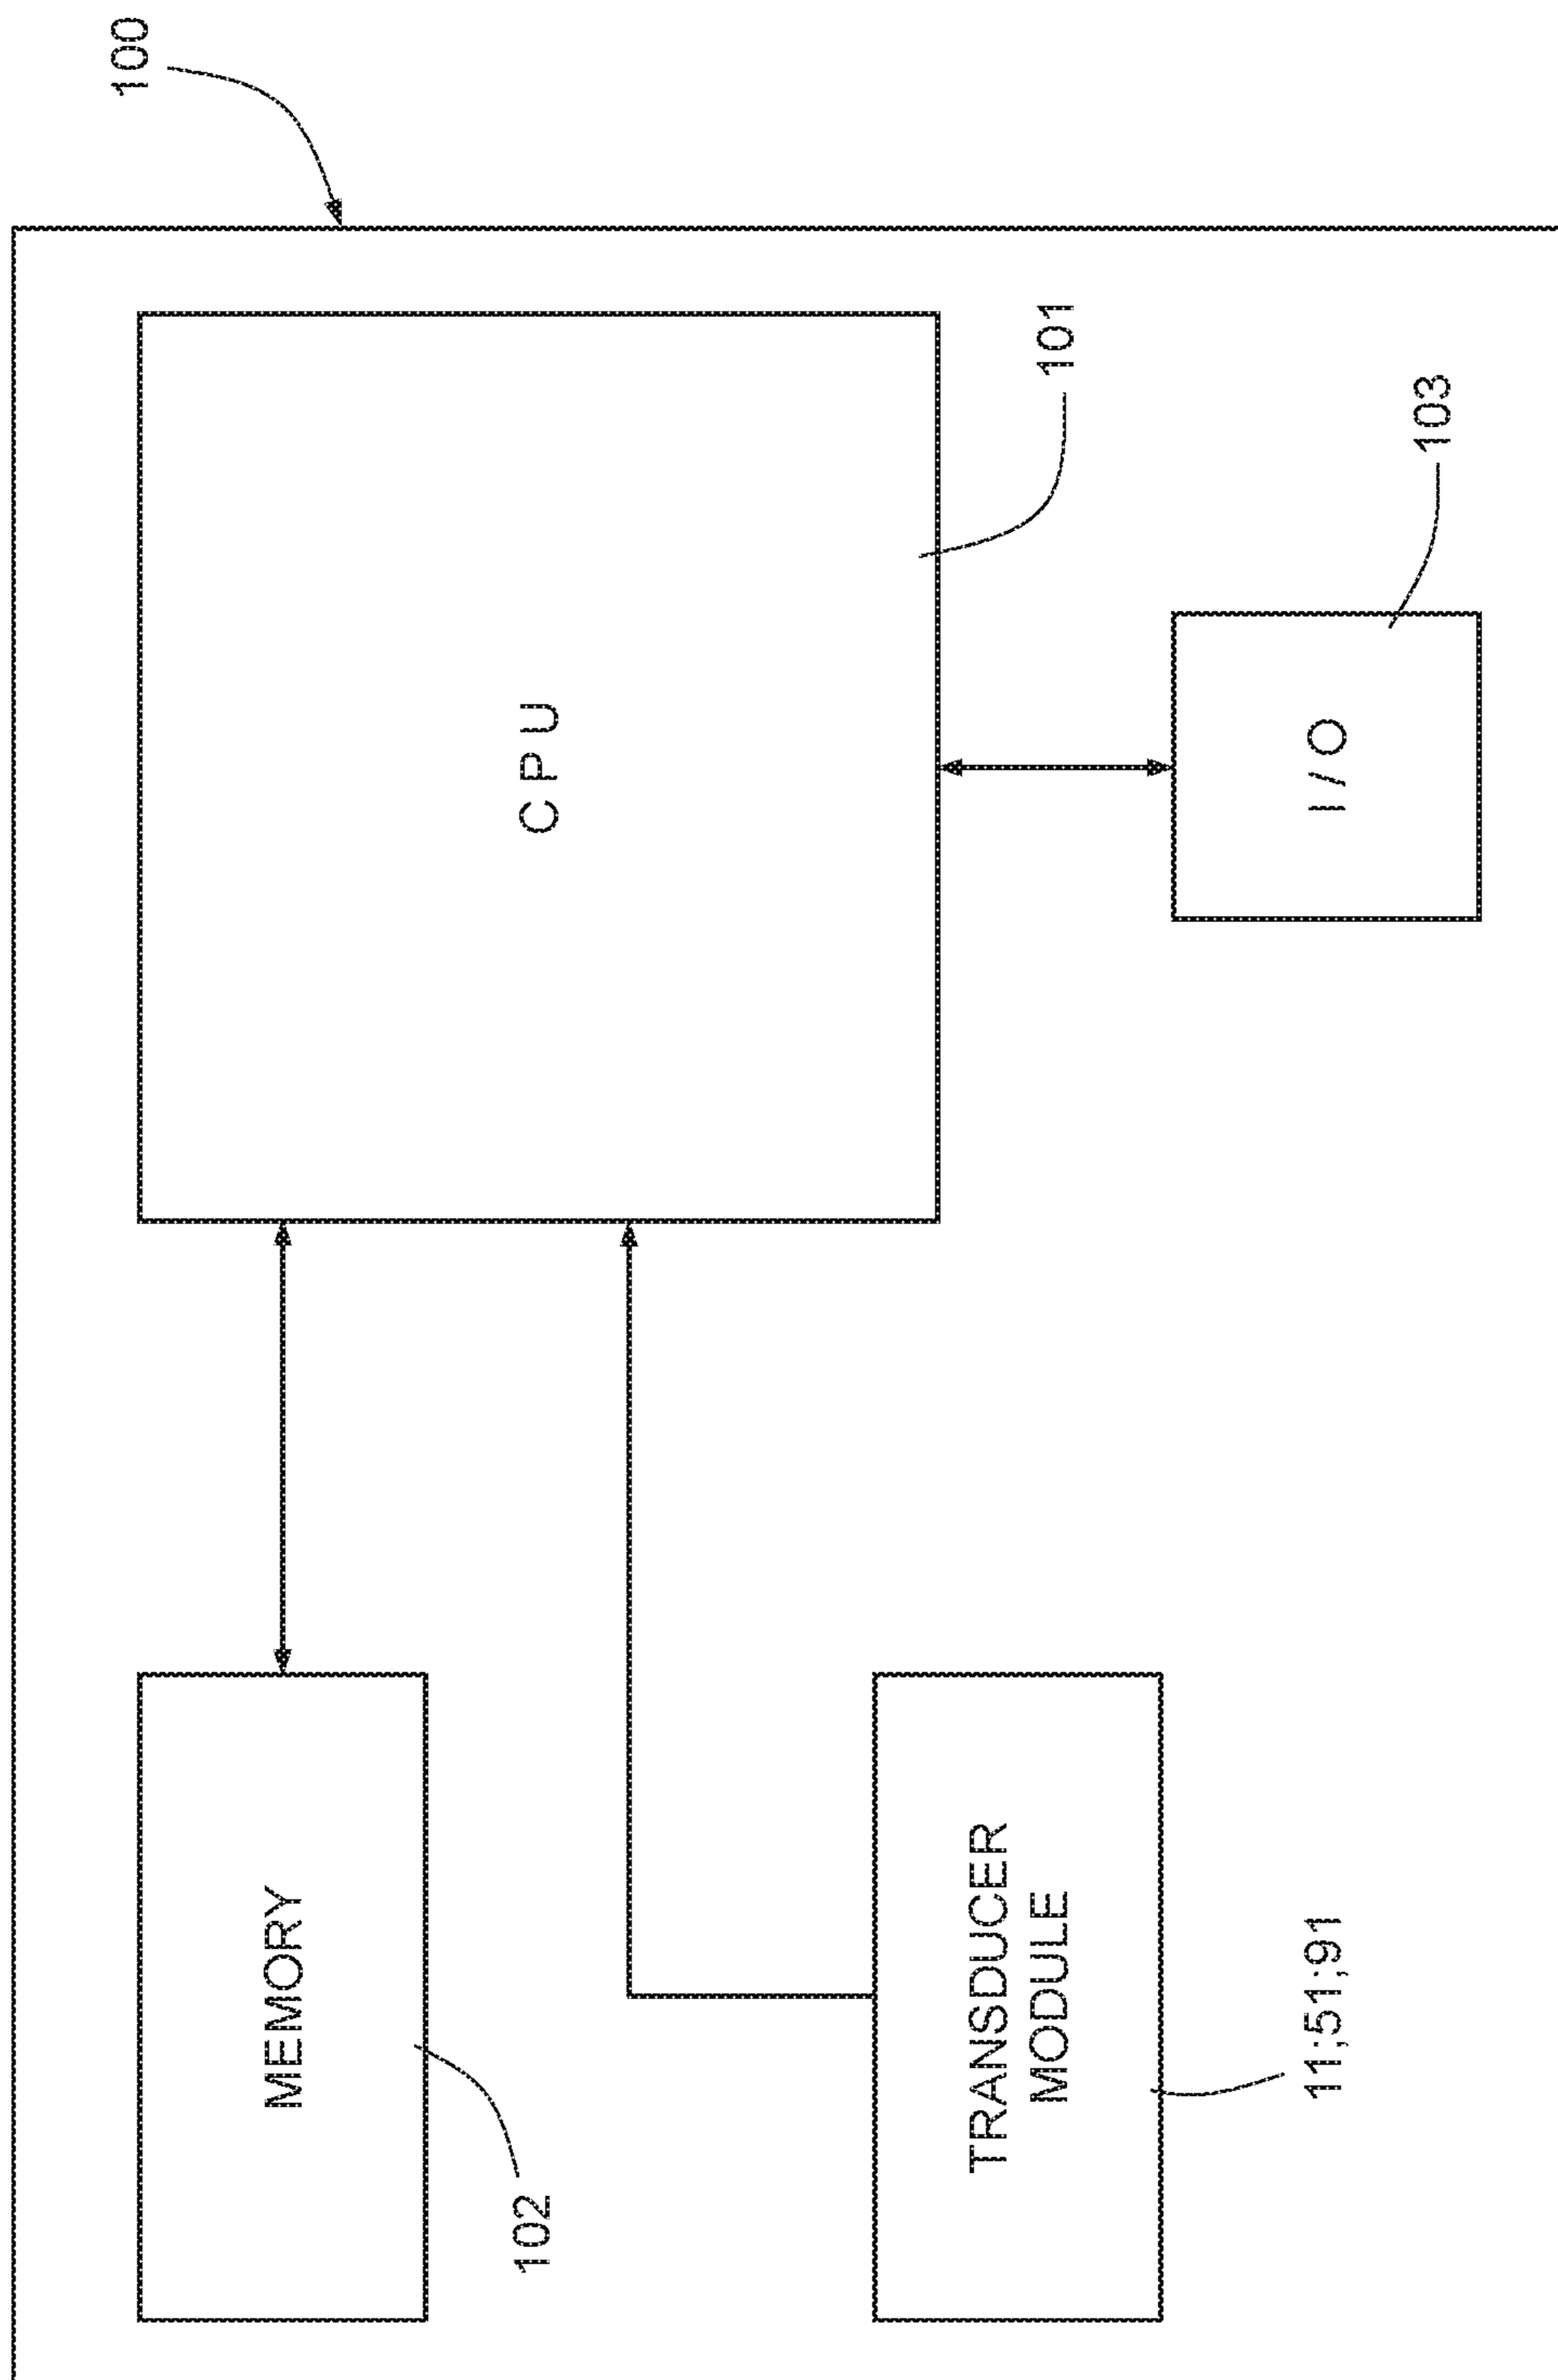 100
MEMORY
102
C P U
101
TRANSDUCER
MODULE
11;51;91
I / O
103